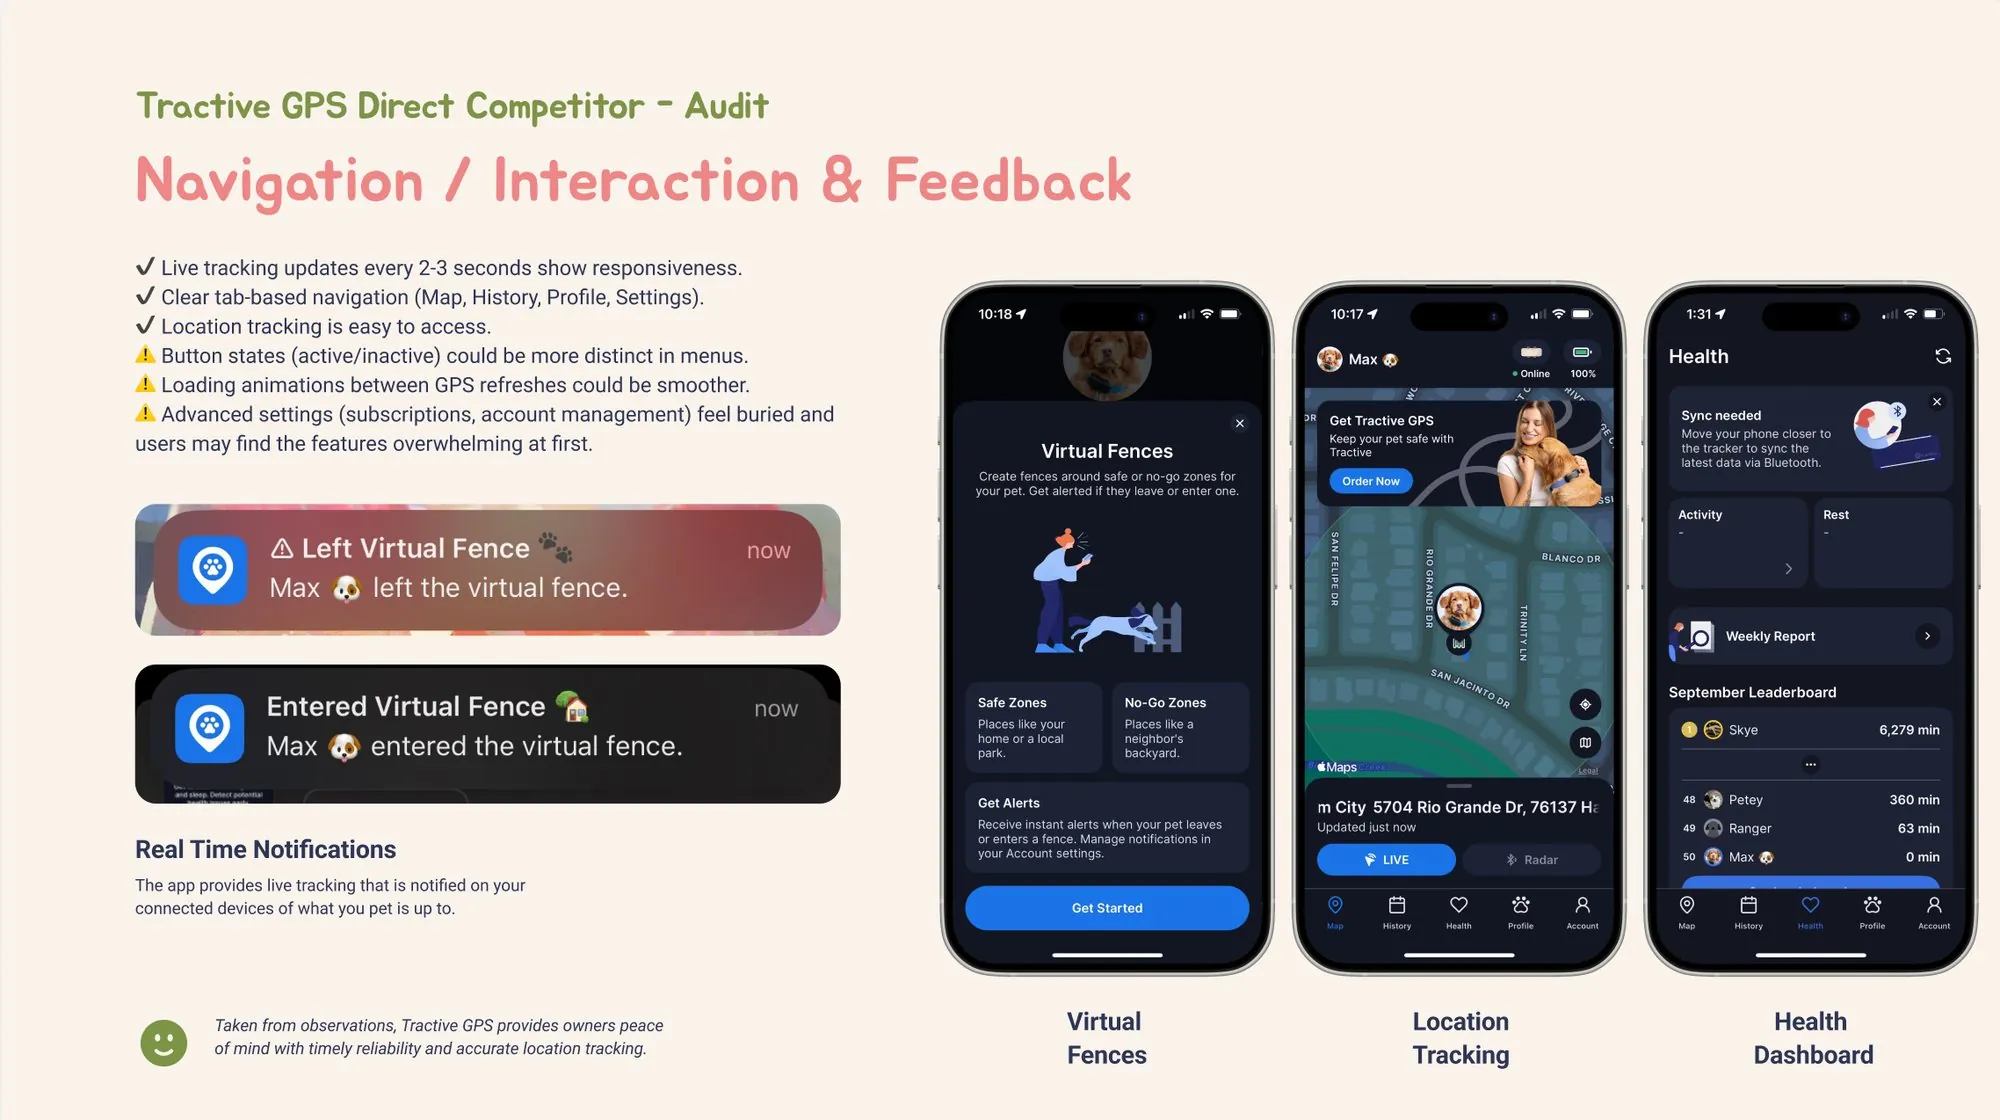 Tractive GPS Direct Competitor - Audit
Navigation / Interaction & Feedback
✔ Live tracking updates every 2-3 seconds show responsiveness.
✔ Clear tab-based navigation (Map, History, Profile, Settings).
✔ Location tracking is easy to access.
⚠️ Button states (active/inactive) could be more distinct in menus.
⚠️ Loading animations between GPS refreshes could be smoother.
⚠️ Advanced settings (subscriptions, account management) feel buried and
users may find the features overwhelming at first.
⚠ Left Virtual Fence 🐾
now
Max 🐶 left the virtual fence.
Entered Virtual Fence 🏡
now
Max 🐶 entered the virtual fence.
and sleep. Detect potential
Real Time Notifications
The app provides live tracking that is notified on your
connected devices of what you pet is up to.
Taken from observations, Tractive GPS provides owners peace
of mind with timely reliability and accurate location tracking.
10:18
Virtual Fences
Create fences around safe or no-go zones for
your pet. Get alerted if they leave or enter one.
Safe Zones
Places like your
home or a local
park.
No-Go Zones
Places like a
neighbor's
backyard.
Get Alerts
Receive instant alerts when your pet leaves
or enters a fence. Manage notifications in
your Account settings.
Get Started
Virtual
Fences
10:17
Max 🐶
Online
100%
Get Tractive GPS
Keep your pet safe with
Tractive
Order Now
SAN FELIPE DR
RIO GRANDE DR
BLANCO DR
TRINITY LN
SAN JACINTO DR
Maps
Legal
m City 5704 Rio Grande Dr, 76137 Ha
Updated just now
LIVE
Radar
Map
History
Health
Profile
Account
Location
Tracking
1:31
Health
Sync needed
Move your phone closer to
the tracker to sync the
latest data via Bluetooth.
Activity
-
Rest
-
Weekly Report
September Leaderboard
1 Skye 6,279 min
...
48 Petey 360 min
49 Ranger 63 min
50 Max 🐶 0 min
Map
History
Health
Profile
Account
Health
Dashboard